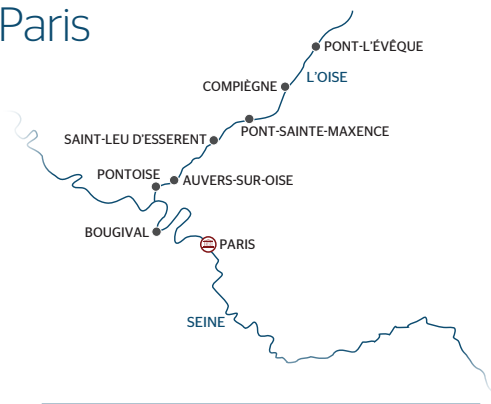 Paris
PONT-L'ÉVÊQUE
L'OISE
COMPIÈGNE
PONT-SAINTE-MAXENCE
SAINT-LEU D'ESSERENT
PONTOISE
AUVERS-SUR-OISE
BOUGIVAL
PARIS
SEINE